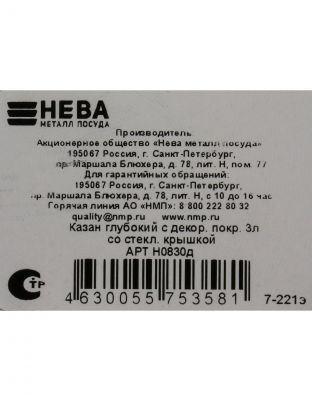 НЕВА
МЕТАЛЛ ПОСУДА
Производитель:
Акционерное общество «Нева металл посуда»
195067 Россия, г. Санкт-Петербург,
пр. Маршала Блюхера, д. 78, лит. Н, пом. 77
Для гарантийных обращений:
195067 Россия, г. Санкт-Петербург,
пр. Маршала Блюхера, д. 78, лит. Н, с 10 до 16 час
Горячая линия АО «НМП»: 8 800 222 80 32
quality@nmp.ru www.nmp.ru
Казан глубокий с декор. покр. 3л
со стекл. крышкой
АРТ Н0830д
СТР
4 630055 753581
7-221э